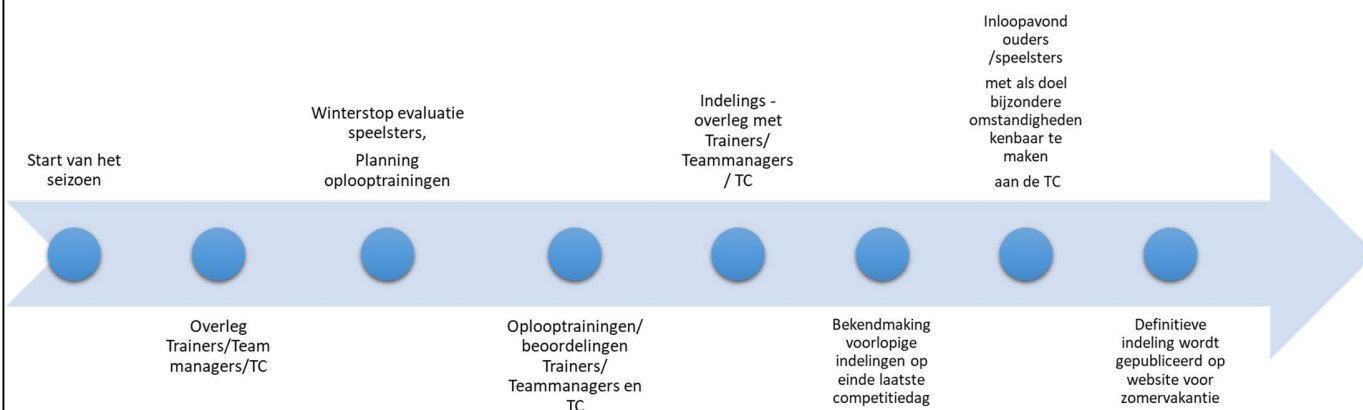 Start van het
seizoen
Overleg
Trainers/Team
managers/TC
Winterstop evaluatie
speelsters,
Planning
oplooptrainingen
Oplooptrainingen/
beoordelingen
Trainers/
Teammanagers en
TC
Indelings -
overleg met
Trainers/
Teammanagers
/ TC
Bekendmaking
voorlopige
indelingen op
einde laatste
competitiedag
Inloopavond
ouders
/speelsters
met als doel
bijzondere
omstandigheden
kenbaar te
maken
aan de TC
Definitieve
indeling wordt
gepubliceerd op
website voor
zomervakantie